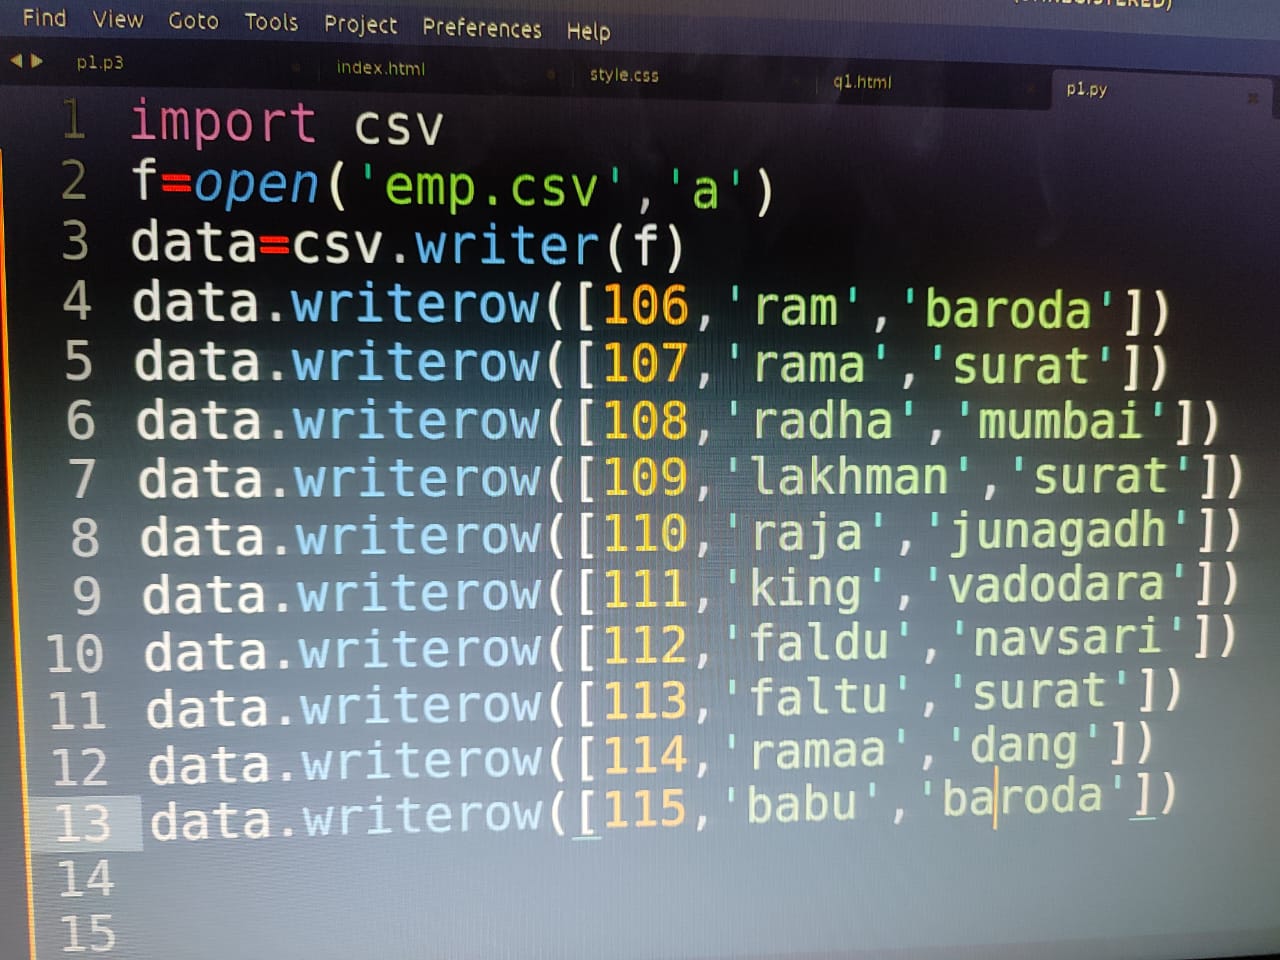 Find View Goto Tools Project Preferences Help
p1.p3 index.html style.css q1.html p1.py
1 import csv
2 f=open('emp.csv','a')
3 data=csv.writer(f)
4 data.writerow([106,'ram','baroda'])
5 data.writerow([107,'rama','surat'])
6 data.writerow([108,'radha','mumbai'])
7 data.writerow([109,'lakhman','surat'])
8 data.writerow([110,'raja','junagadh'])
9 data.writerow([111,'king','vadodara'])
10 data.writerow([112,'faldu','navsari'])
11 data.writerow([113,'faltu','surat'])
12 data.writerow([114,'ramaa','dang'])
13 data.writerow([115,'babu','baroda'])
14
15